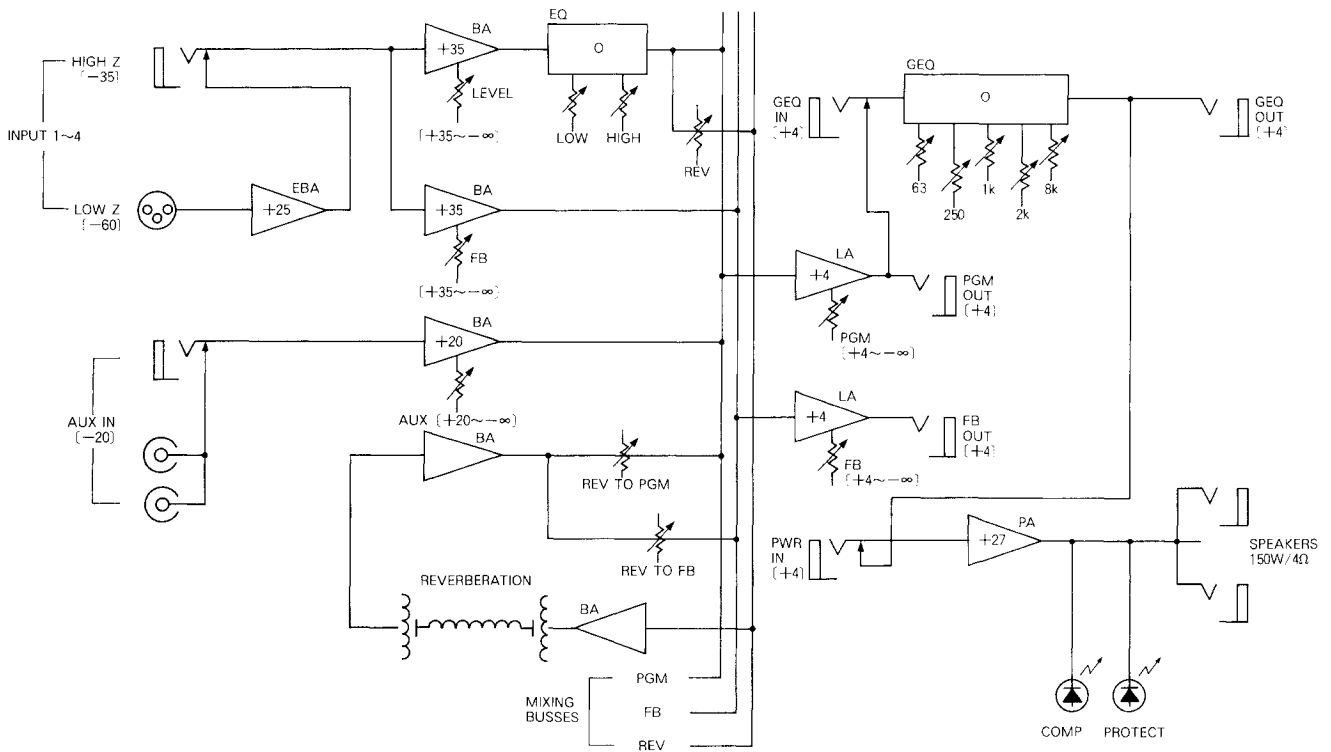 HIGH Z
[−35]
INPUT 1~4
LOW Z
[−60]
EBA
+25
BA
+35
LEVEL
[+35~−∞]
EQ
O
LOW
HIGH
REV
BA
+35
FB
[+35~−∞]
AUX IN
[−20]
BA
+20
AUX [+20~−∞]
BA
REV TO PGM
REV TO FB
REVERBERATION
BA
MIXING
BUSSES
PGM
FB
REV
GEQ
IN
[+4]
GEQ
O
63
250
1k
2k
8k
GEQ
OUT
[+4]
LA
+4
PGM
[+4~−∞]
PGM
OUT
[+4]
LA
+4
FB
[+4~−∞]
FB
OUT
[+4]
PWR
IN
[+4]
PA
+27
SPEAKERS
150W/4Ω
COMP
PROTECT